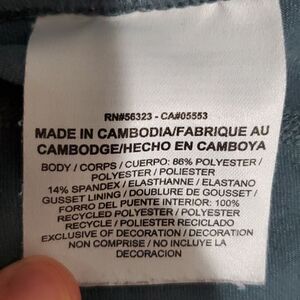 RN#56323 - CA#05553
MADE IN CAMBODIA/FABRIQUE AU
CAMBODGE/HECHO EN CAMBOYA
BODY / CORPS / CUERPO: 86% POLYESTER /
POLYESTER / POLIESTER
14% SPANDEX / ELASTHANNE / ELASTANO
GUSSET LINING / DOUBLURE DE GOUSSET /
FORRO DEL PUENTE INTERIOR: 100%
RECYCLED POLYESTER / POLYESTER
RECYCLE / POLIESTER RECICLADO
EXCLUSIVE OF DECORATION / DECORATION
NON COMPRISE / NO INCLUYE LA
DECORACION